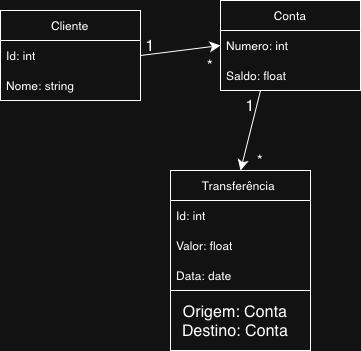 Cliente
Id: int
Nome: string
1
*
Conta
Numero: int
Saldo: float
1
*
Transferência
Id: int
Valor: float
Data: date
Origem: Conta
Destino: Conta